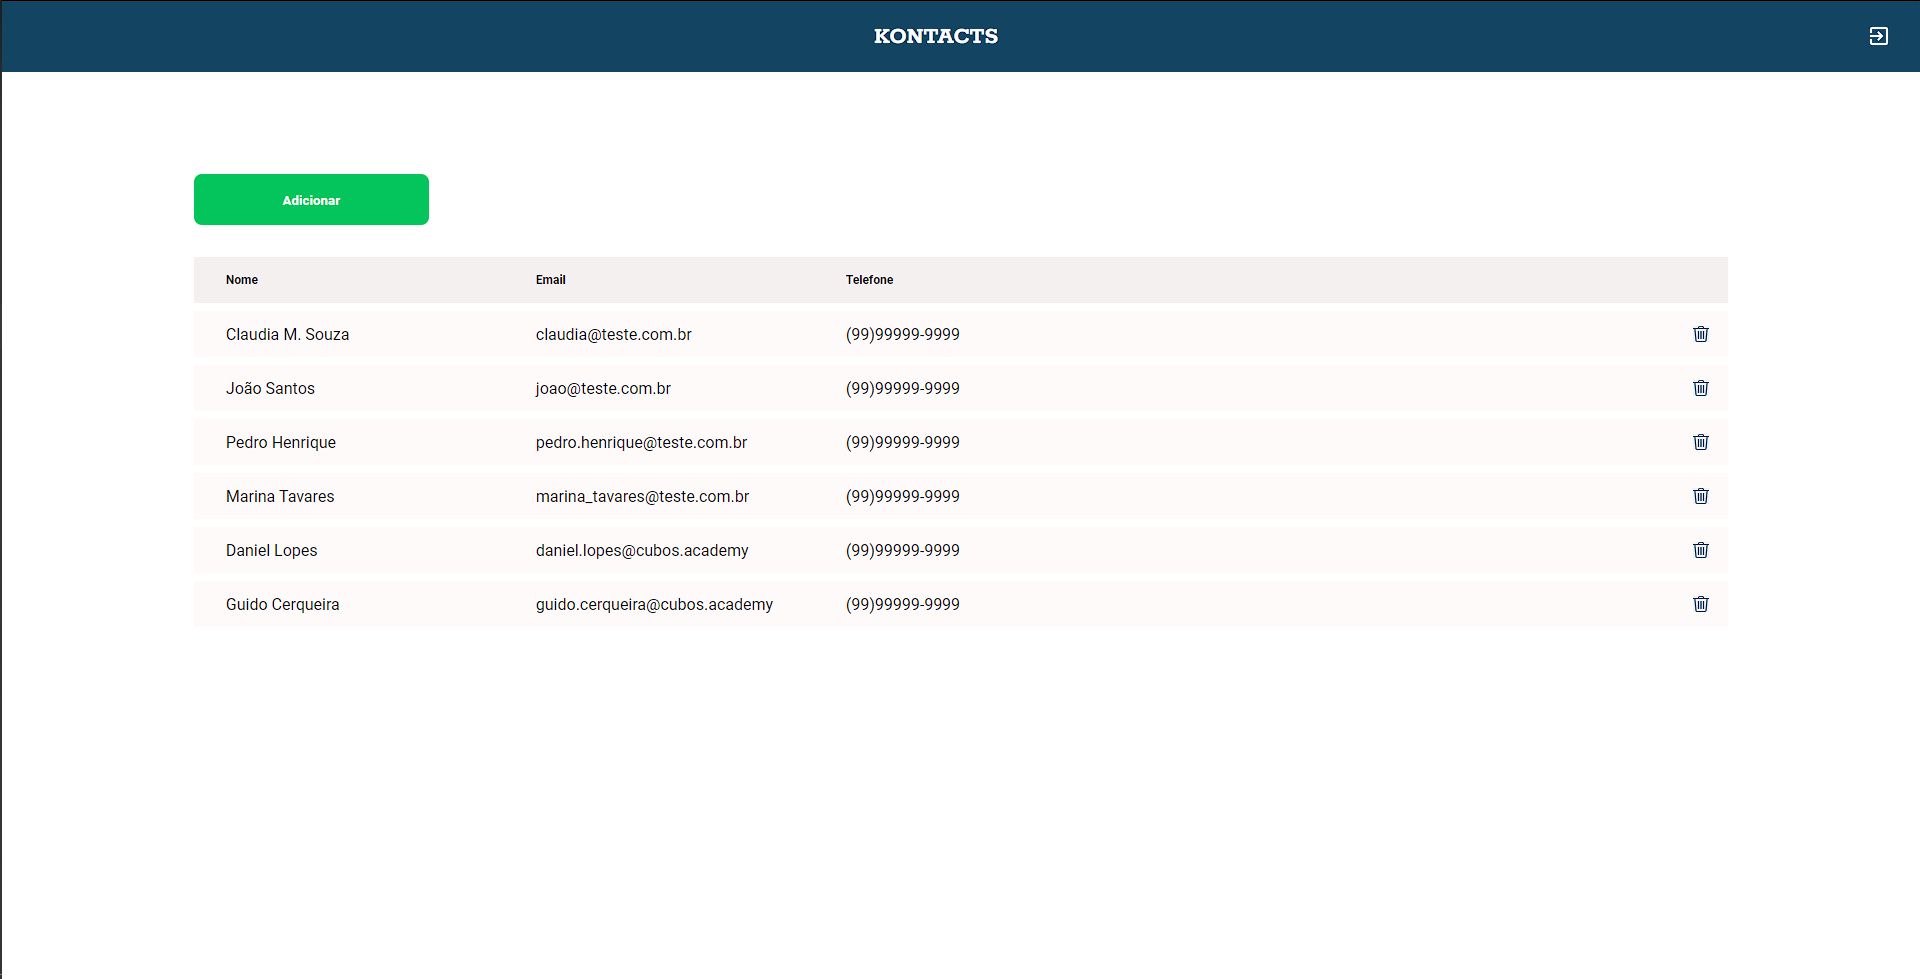 KONTACTS
Adicionar
Nome Email Telefone
Claudia M. Souza claudia@teste.com.br (99)99999-9999
João Santos joao@teste.com.br (99)99999-9999
Pedro Henrique pedro.henrique@teste.com.br (99)99999-9999
Marina Tavares marina_tavares@teste.com.br (99)99999-9999
Daniel Lopes daniel.lopes@cubos.academy (99)99999-9999
Guido Cerqueira guido.cerqueira@cubos.academy (99)99999-9999